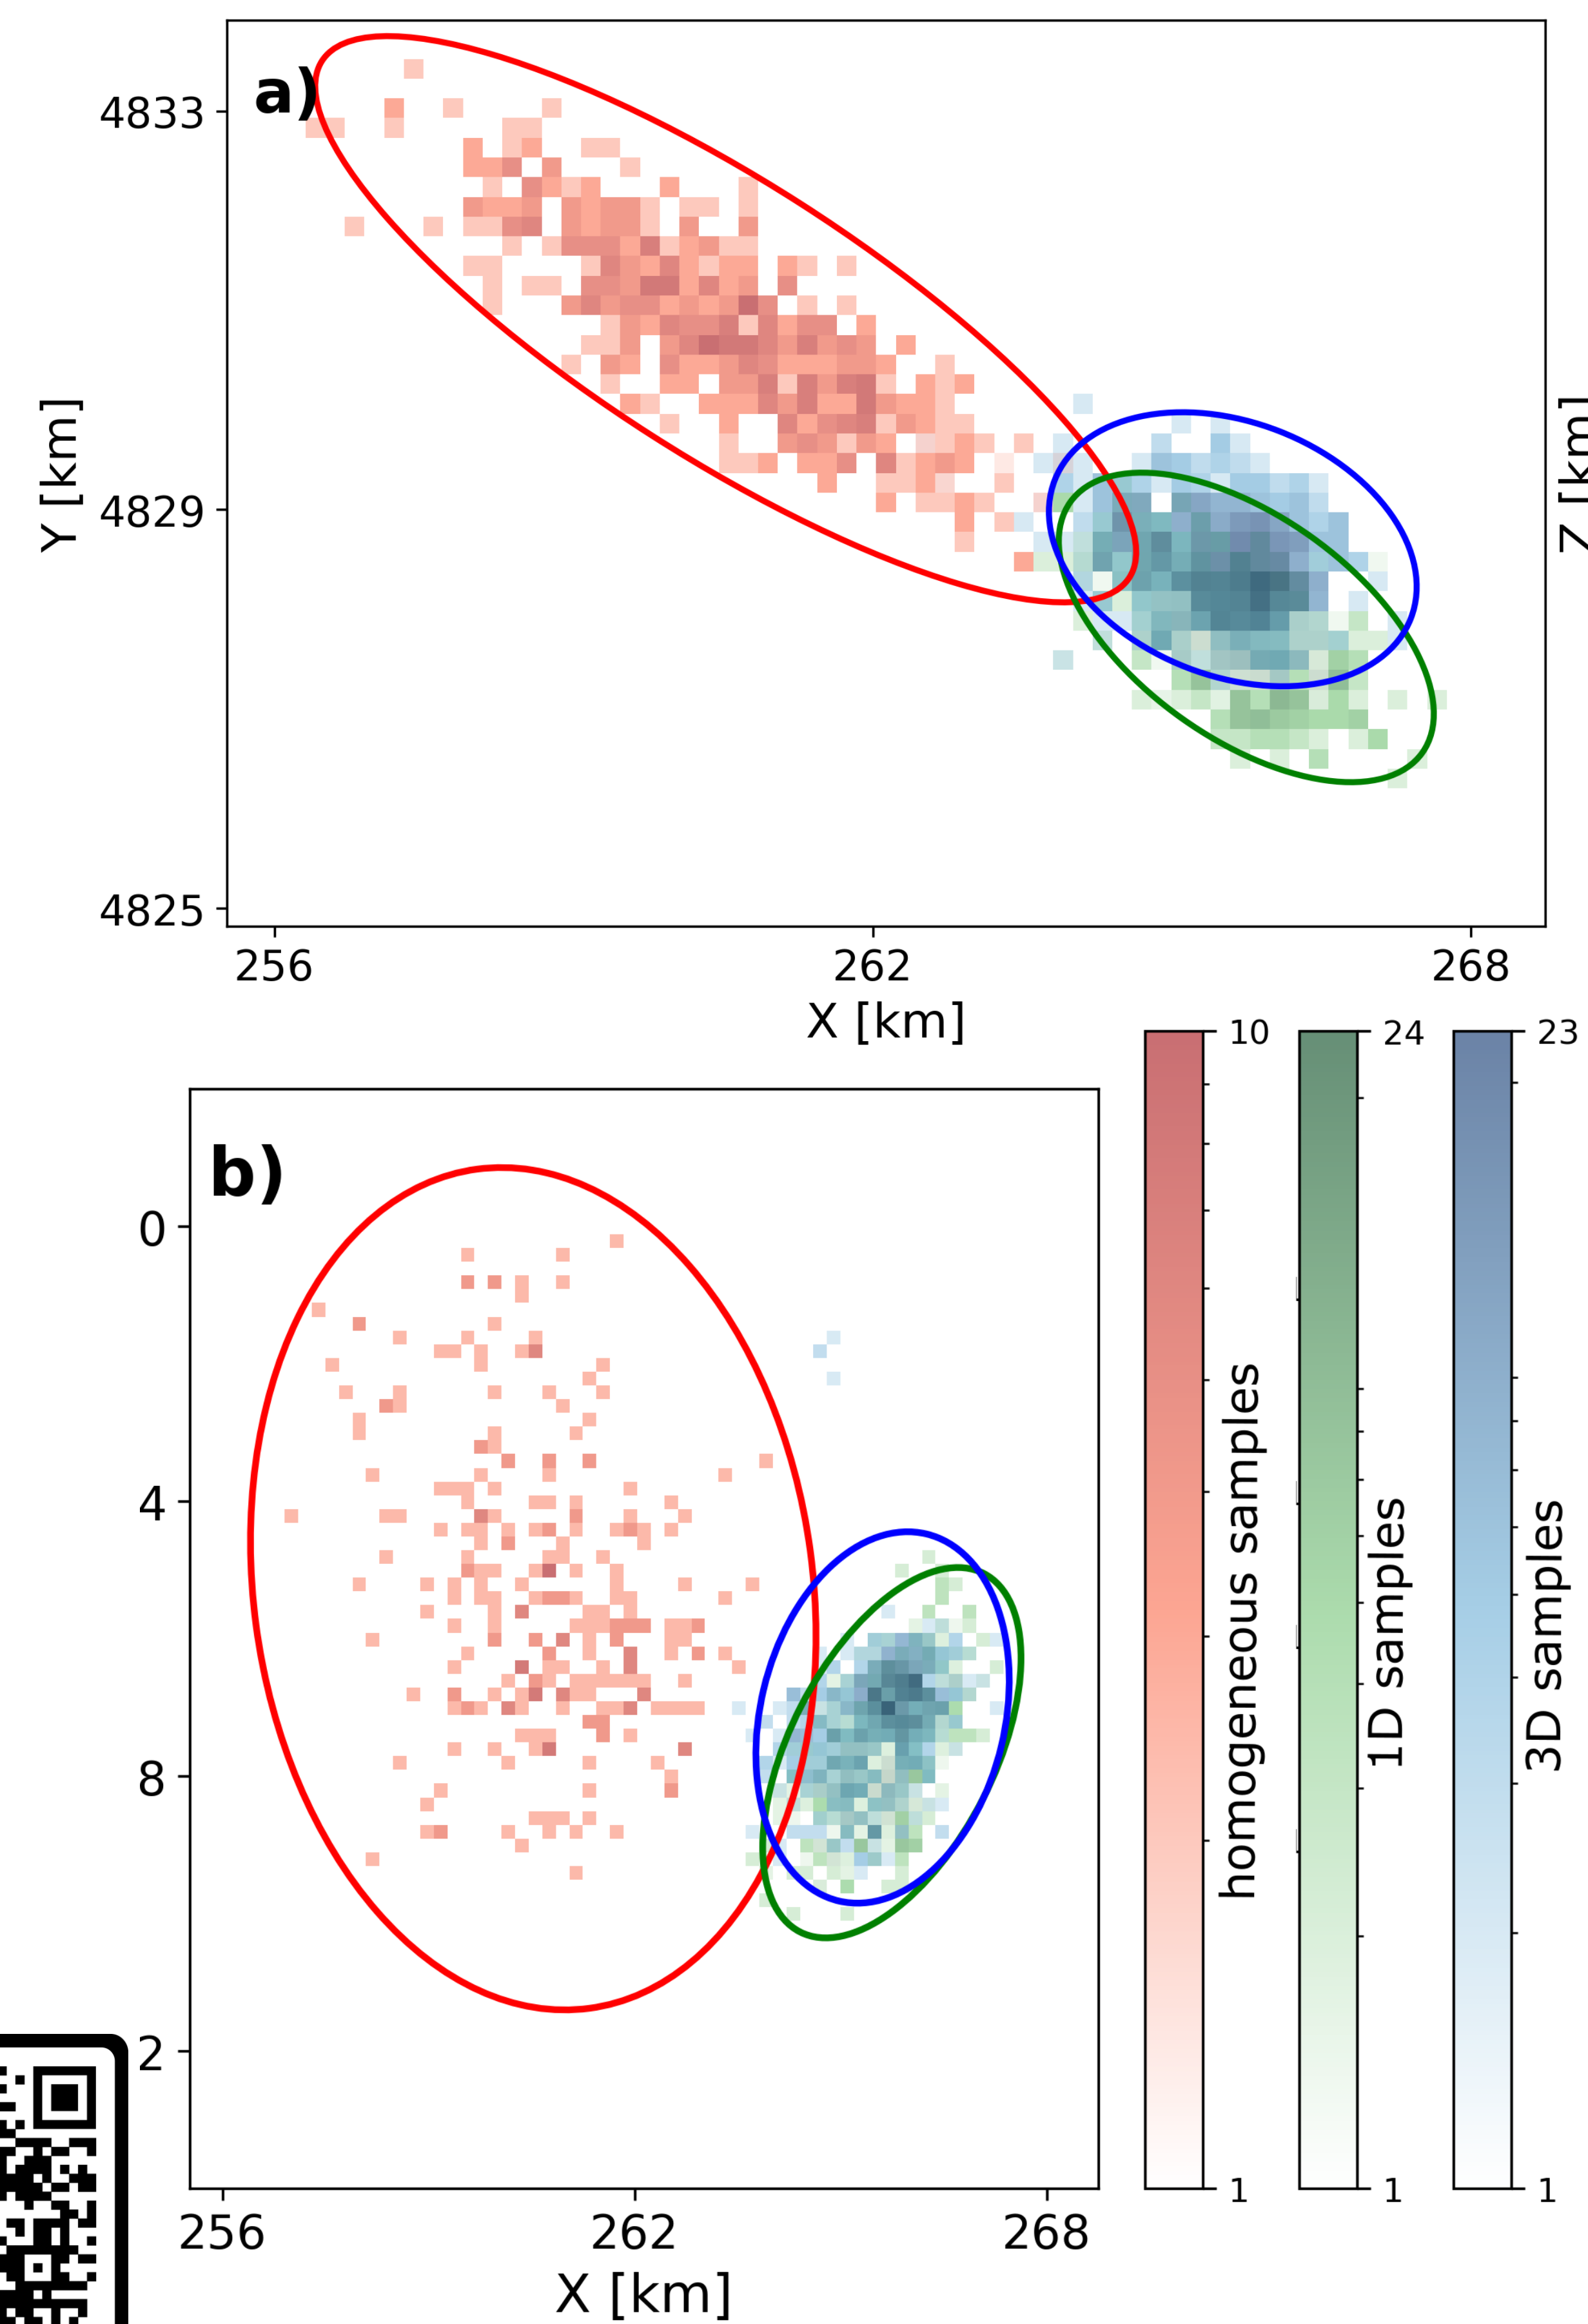 a)
4833
4829
4825
Y [km]
Z [km]
256 262 268
X [km]
10 24 23
b)
0
4
8
2
homogeneous samples
1D samples
3D samples
1 1 1
256 262 268
X [km]